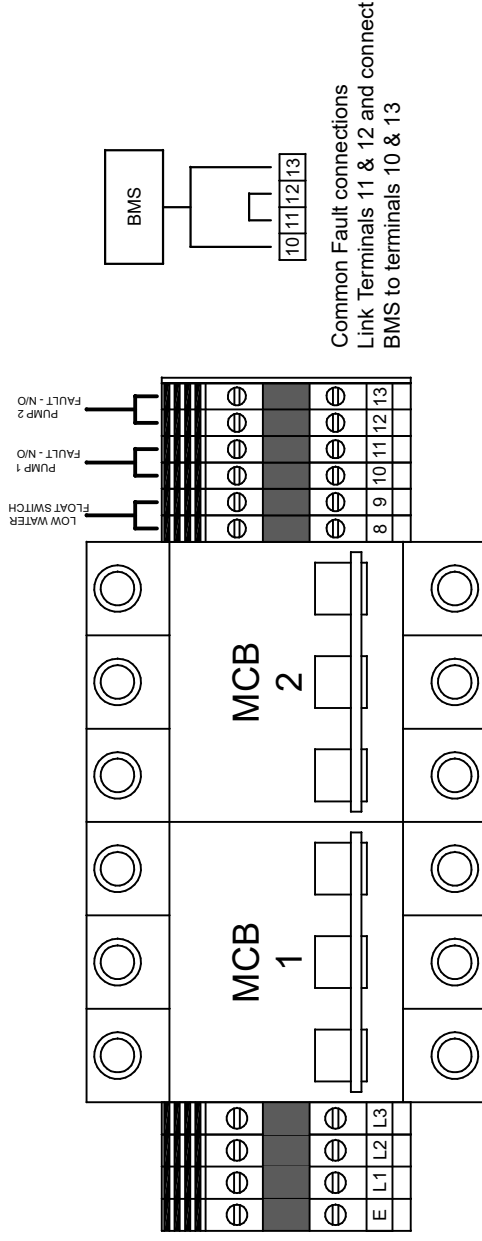 BMS
10 11 12 13
Common Fault connections
Link Terminals 11 & 12 and connect
BMS to terminals 10 & 13
LOW WATER
FLOAT SWITCH
PUMP 1
FAULT - N/O
PUMP 2
FAULT - N/O
MCB
1
MCB
2
E L1 L2 L3
8 9 10 11 12 13